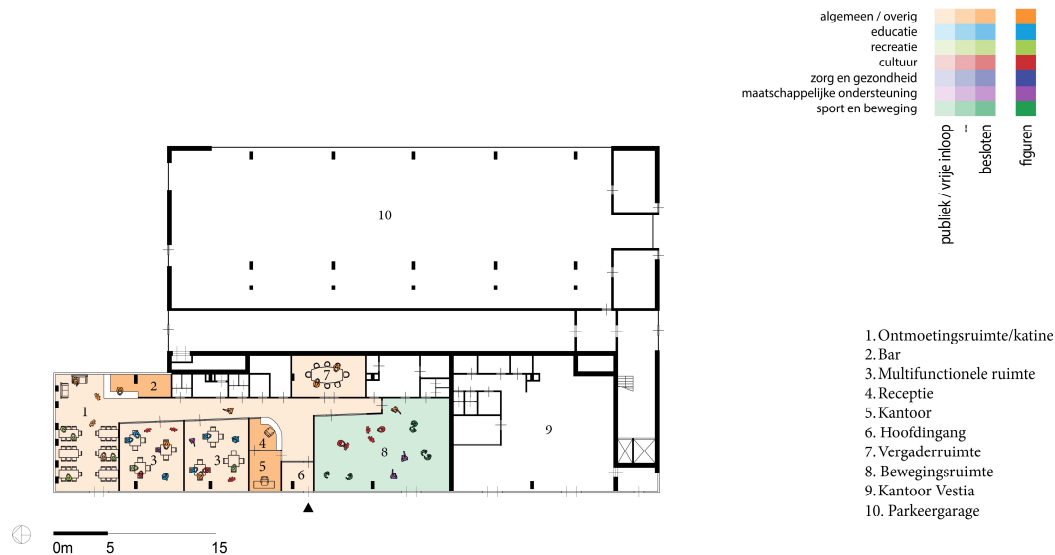 algemeen / overig
educatie
recreatie
cultuur
zorg en gezondheid
maatschappelijke ondersteuning
sport en beweging
publiek / vrije inloop
--
besloten
figuren
10
1
2
3
3
4
5
6
7
8
9
1. Ontmoetingsruimte/katine
2. Bar
3. Multifunctionele ruimte
4. Receptie
5. Kantoor
6. Hoofdingang
7. Vergaderruimte
8. Bewegingsruimte
9. Kantoor Vestia
10. Parkeergarage
0m 5 15